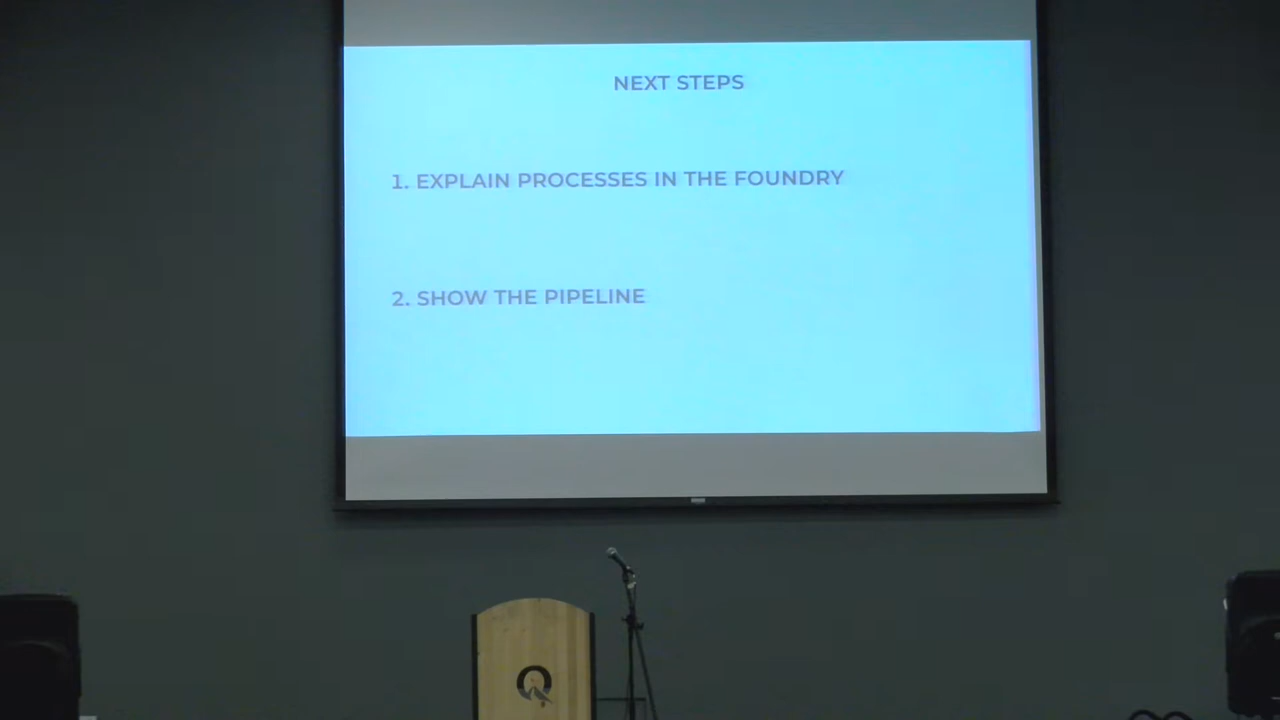 NEXT STEPS
1. EXPLAIN PROCESSES IN THE FOUNDRY
2. SHOW THE PIPELINE
Q